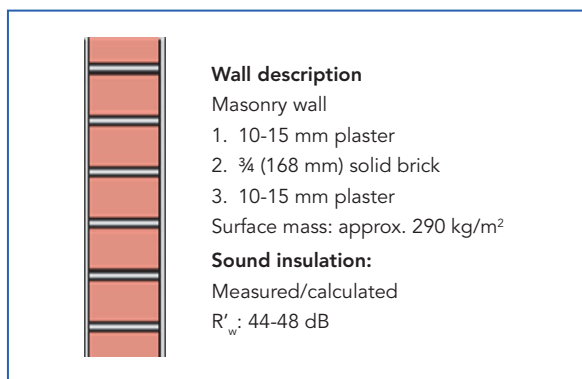 Wall description
Masonry wall
1. 10-15 mm plaster
2. ¾ (168 mm) solid brick
3. 10-15 mm plaster
Surface mass: approx. 290 kg/m²
Sound insulation:
Measured/calculated
R'w: 44-48 dB